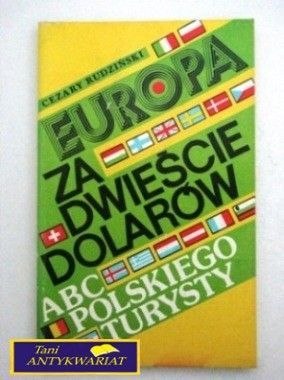 CEZARY RUDZIŃSKI
EUROPA
ZA
DWIEŚCIE
DOLARÓW
ABC
POLSKIEGO
TURYSTY
Tani
ANTYKWARIAT